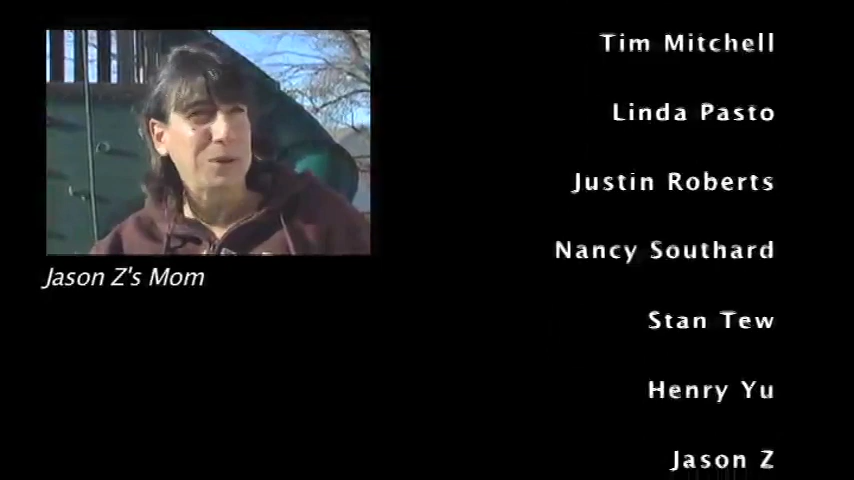 Tim Mitchell
Linda Pasto
Justin Roberts
Nancy Southard
Jason Z's Mom
Stan Tew
Henry Yu
Jason Z